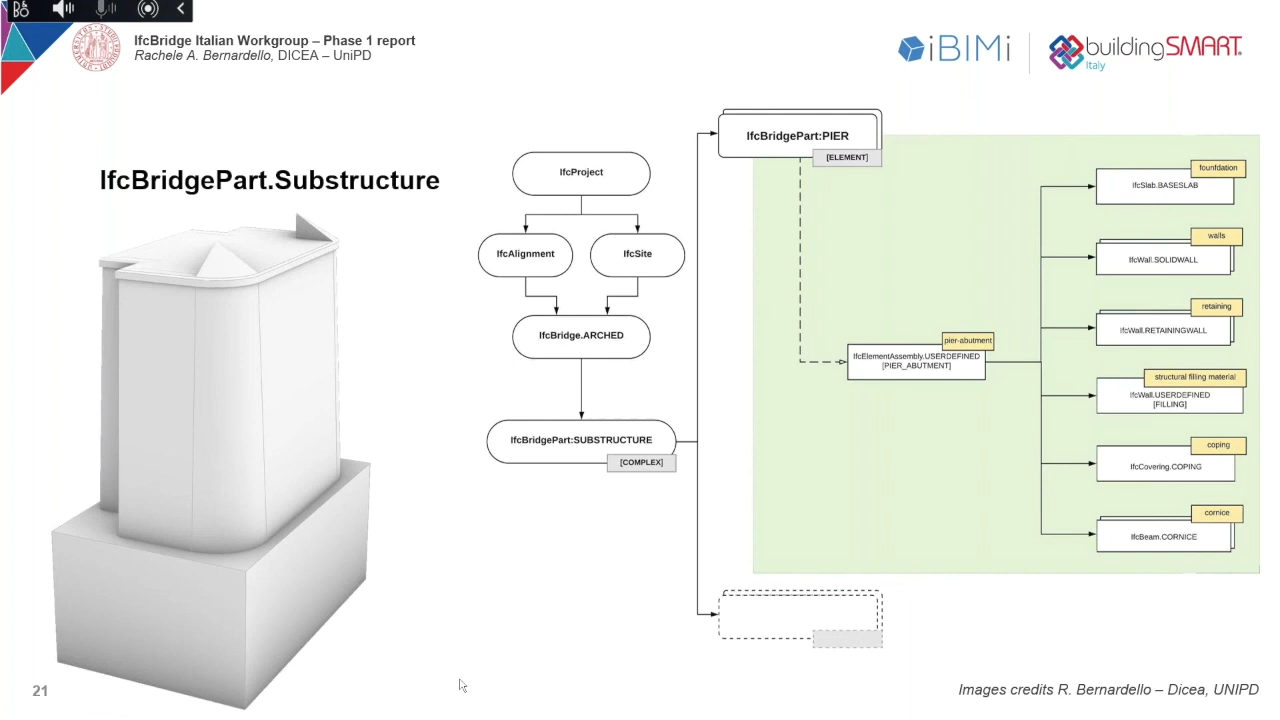 IfcBridge Italian Workgroup – Phase 1 report
Rachele A. Bernardello, DICEA – UniPD
iBIMi
buildingSMART®
Italy
IfcBridgePart.Substructure
IfcProject
IfcAlignment
IfcSite
IfcBridge.ARCHED
IfcBridgePart:SUBSTRUCTURE
[COMPLEX]
IfcBridgePart:PIER
[ELEMENT]
pier-abutment
IfcElementAssembly.USERDEFINED
[PIER_ABUTMENT]
founfdation
IfcSlab.BASESLAB
walls
IfcWall.SOLIDWALL
retaining
IfcWall.RETAININGWALL
structural filling material
IfcWall.USERDEFINED
[FILLING]
coping
IfcCovering.COPING
cornice
IfcBeam.CORNICE
21
Images credits R. Bernardello – Dicea, UNIPD